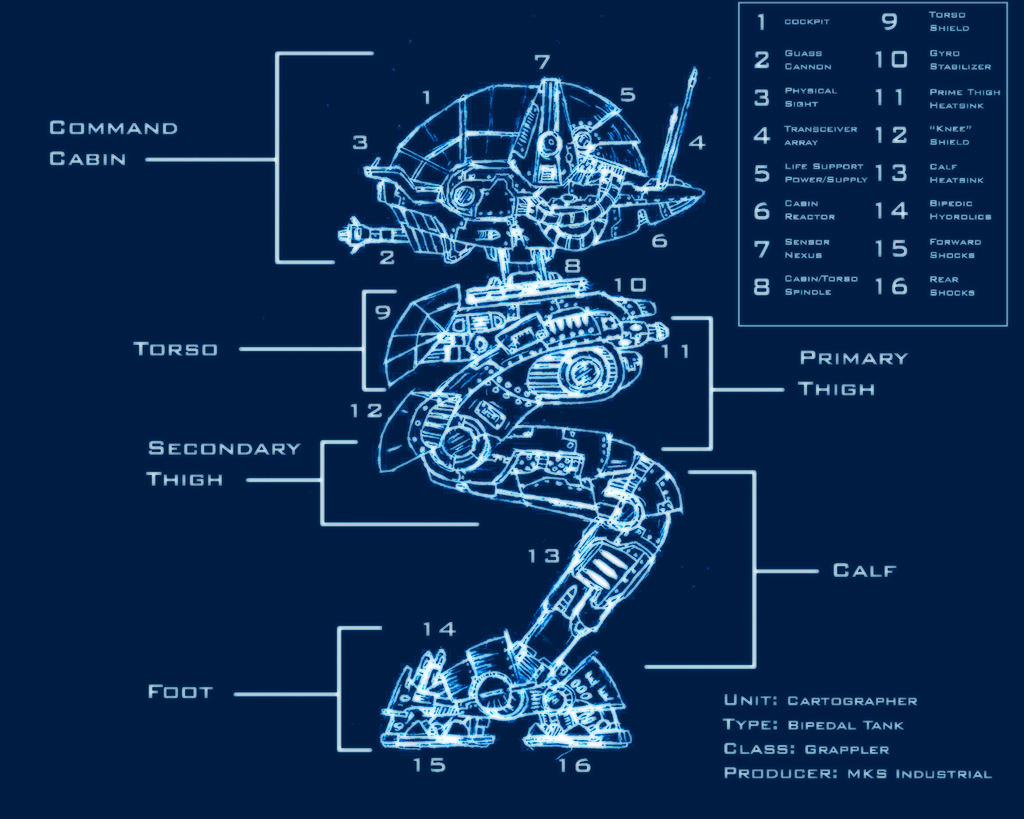 1 Cockpit
2 Guass
Cannon
3 Physical
Sight
4 Transceiver
Array
5 Life Support
Power/Supply
6 Cabin
Reactor
7 Sensor
Nexus
8 Cabin/Torso
Spindle
9 Torso
Shield
10 Gyro
Stabilizer
11 Prime Thigh
Heatsink
12 "Knee"
Shield
13 Calf
Heatsink
14 Bipedic
Hydrolics
15 Forward
Shocks
16 Rear
Shocks
Command
Cabin
7
1
5
3
4
2
6
8
10
9
Torso
11
Primary
Thigh
12
Secondary
Thigh
13
Calf
14
Foot
15
16
Unit: Cartographer
Type: Bipedal Tank
Class: Grappler
Producer: MKS Industrial